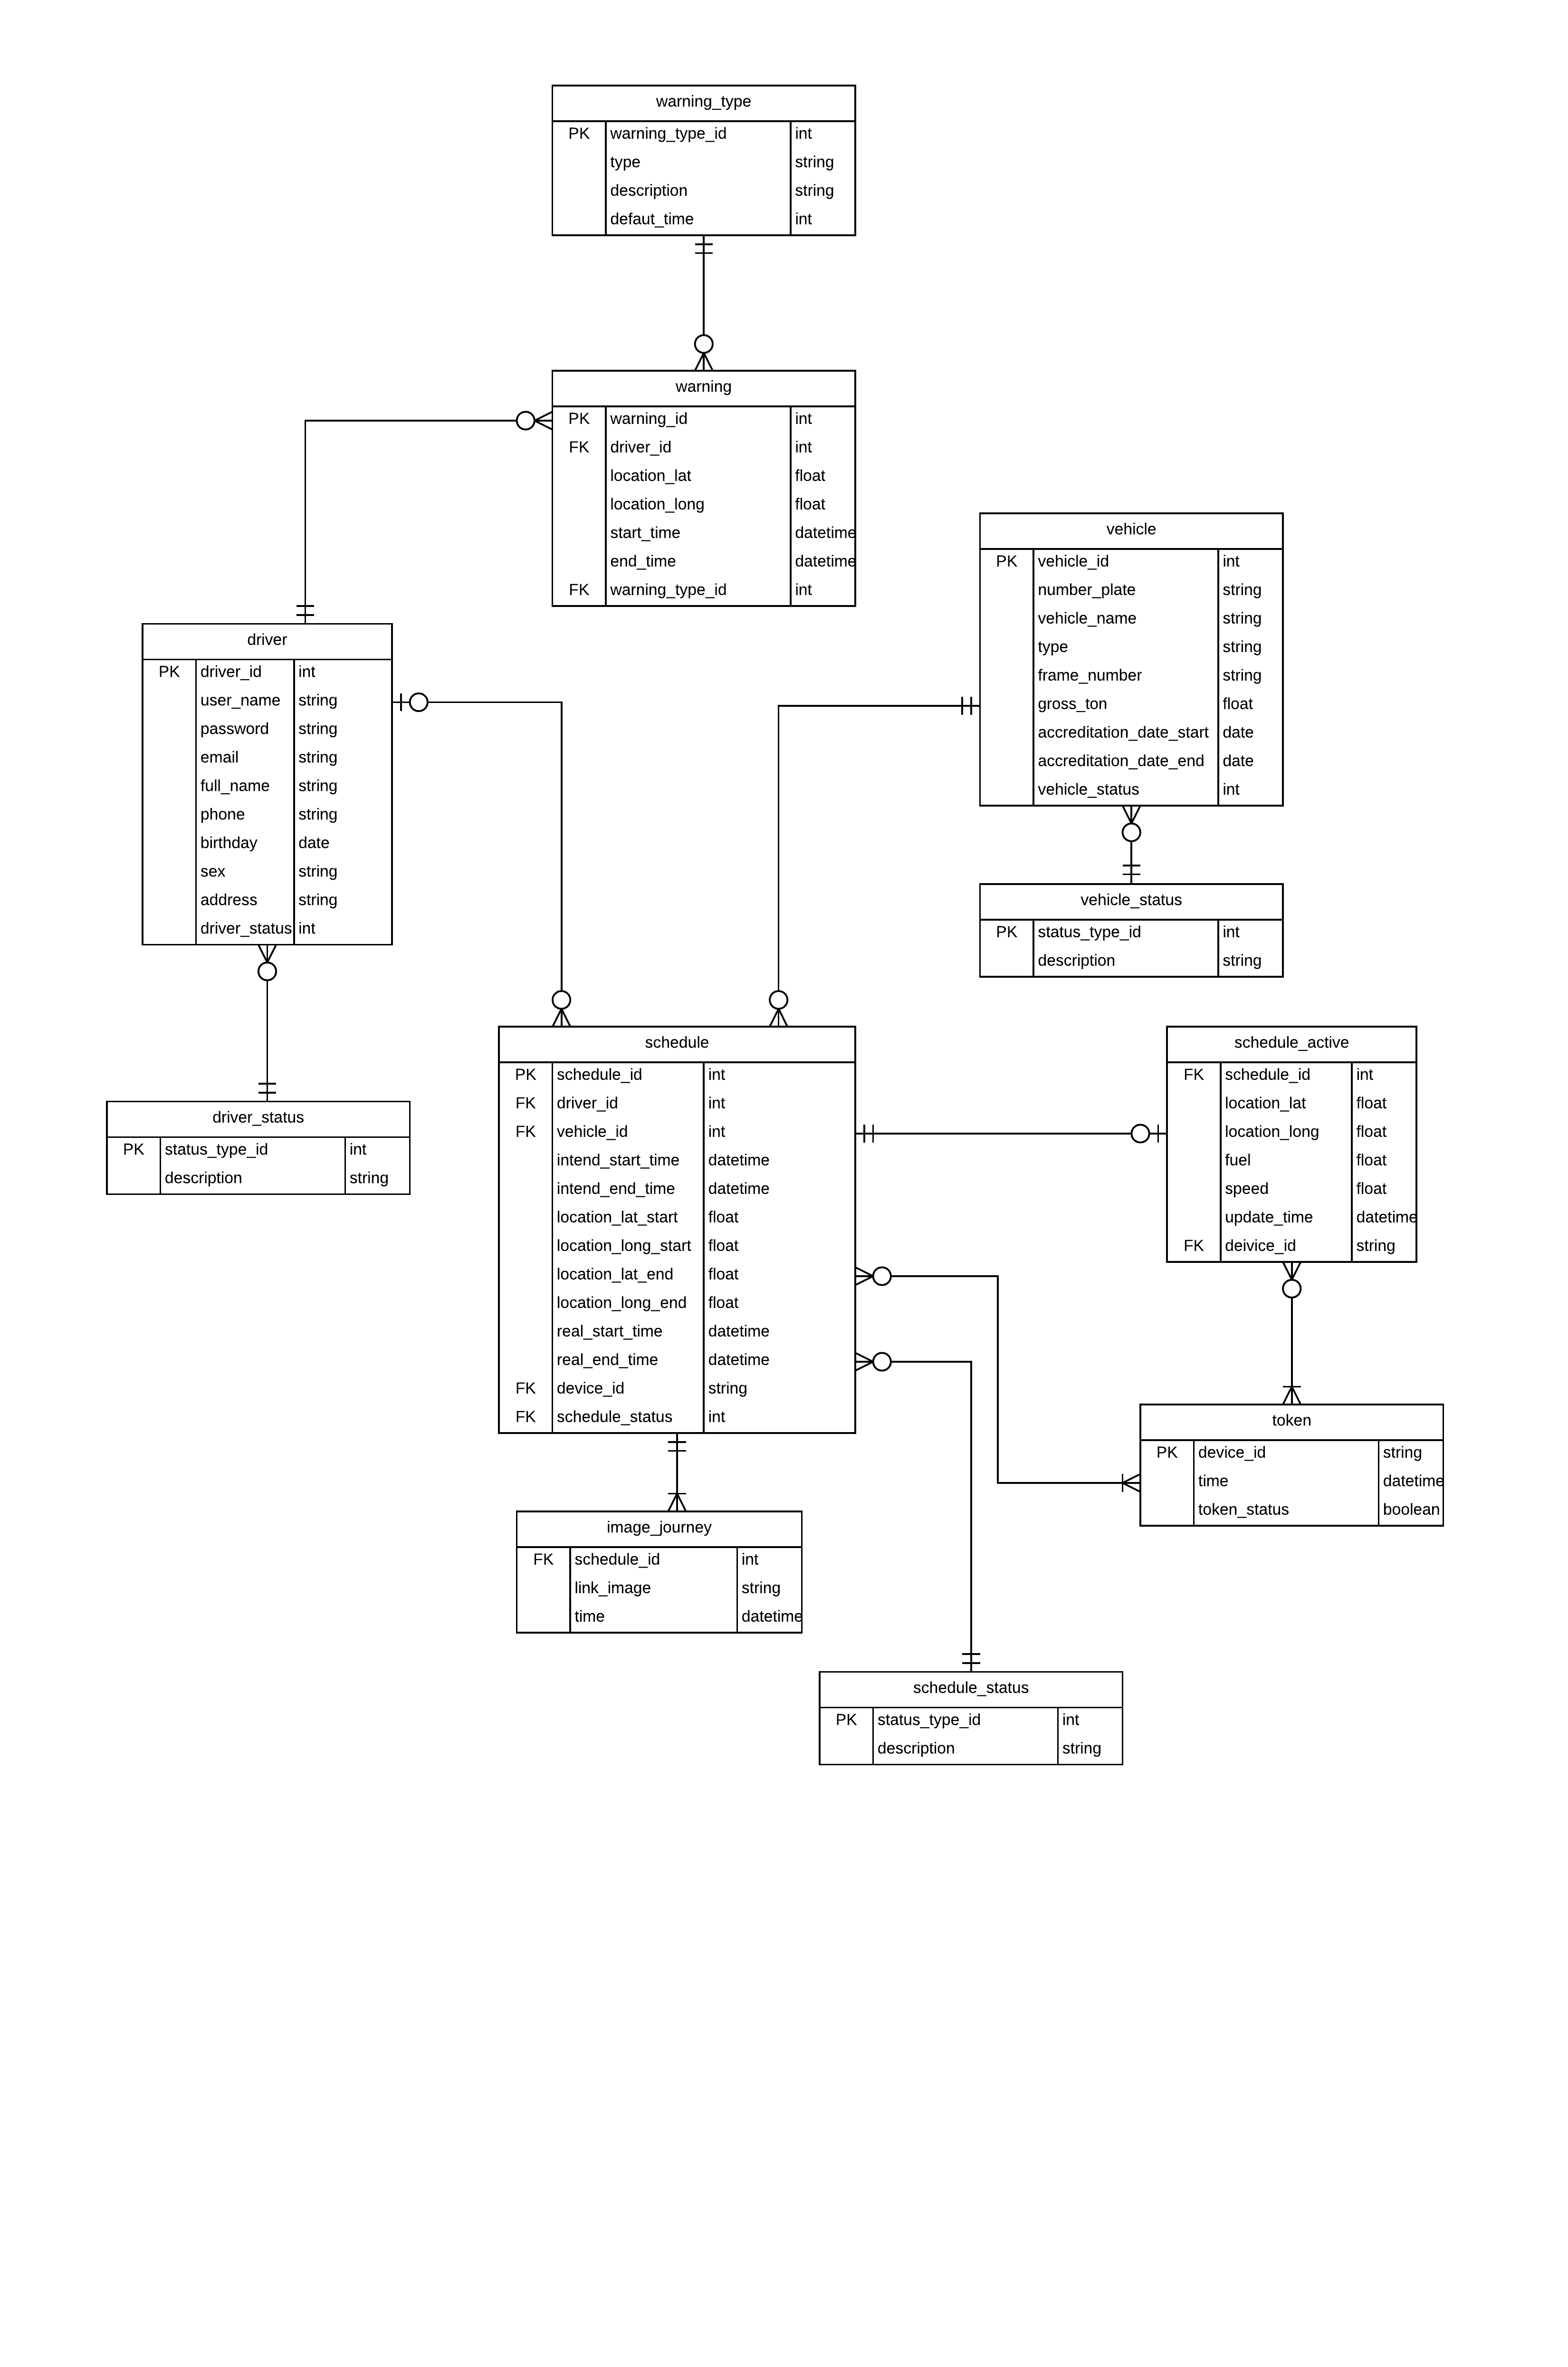 warning_type
PK warning_type_id int
type string
description string
defaut_time int
warning
PK warning_id int
FK driver_id int
location_lat float
location_long float
start_time datetime
end_time datetime
FK warning_type_id int
vehicle
PK vehicle_id int
number_plate string
vehicle_name string
type string
frame_number string
gross_ton float
accreditation_date_start date
accreditation_date_end date
vehicle_status int
driver
PK driver_id int
user_name string
password string
email string
full_name string
phone string
birthday date
sex string
address string
driver_status int
vehicle_status
PK status_type_id int
description string
driver_status
PK status_type_id int
description string
schedule
PK schedule_id int
FK driver_id int
FK vehicle_id int
intend_start_time datetime
intend_end_time datetime
location_lat_start float
location_long_start float
location_lat_end float
location_long_end float
real_start_time datetime
real_end_time datetime
FK device_id string
FK schedule_status int
schedule_active
FK schedule_id int
location_lat float
location_long float
fuel float
speed float
update_time datetime
FK deivice_id string
token
PK device_id string
time datetime
token_status boolean
image_journey
FK schedule_id int
link_image string
time datetime
schedule_status
PK status_type_id int
description string